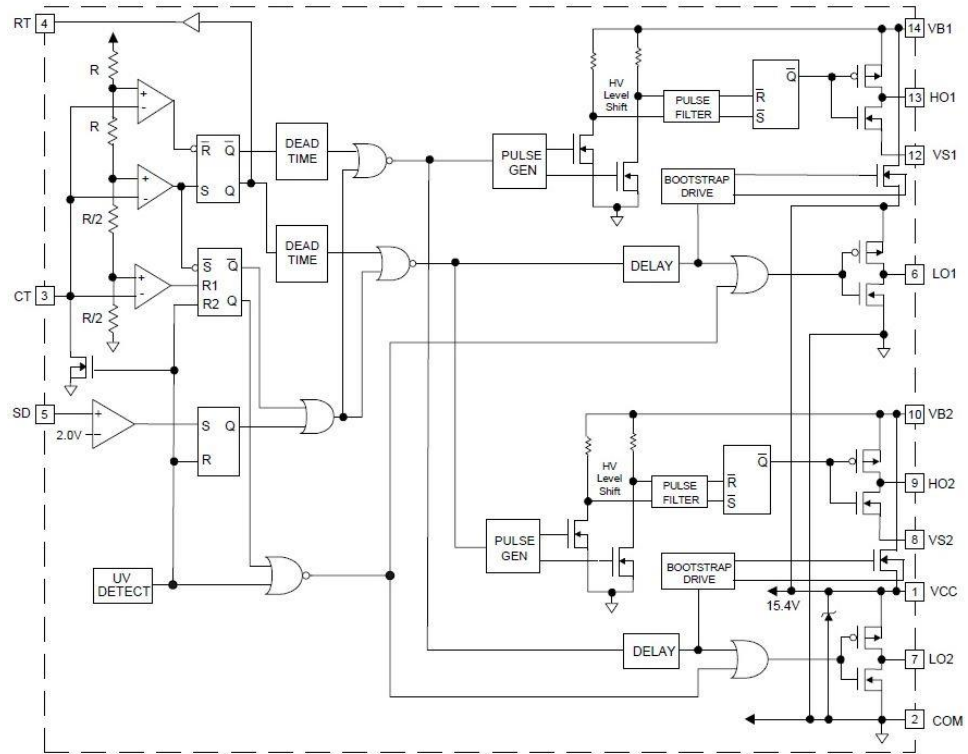 RT 4
14 VB1
R
HV
Level
Shift
Q̅
+
-
PULSE
FILTER
R̅
S̅
13 HO1
R
R̅ Q̅
S Q
DEAD
TIME
PULSE
GEN
12 VS1
+
-
BOOTSTRAP
DRIVE
R/2
DEAD
TIME
DELAY
6 LO1
S̅ Q̅
R1
R2 Q
+
-
CT 3
R/2
SD 5
+
2.0V
S Q
R
10 VB2
HV
Level
Shift
Q̅
PULSE
FILTER
R̅
S̅
9 HO2
PULSE
GEN
8 VS2
UV
DETECT
BOOTSTRAP
DRIVE
1 VCC
15.4V
DELAY
7 LO2
2 COM